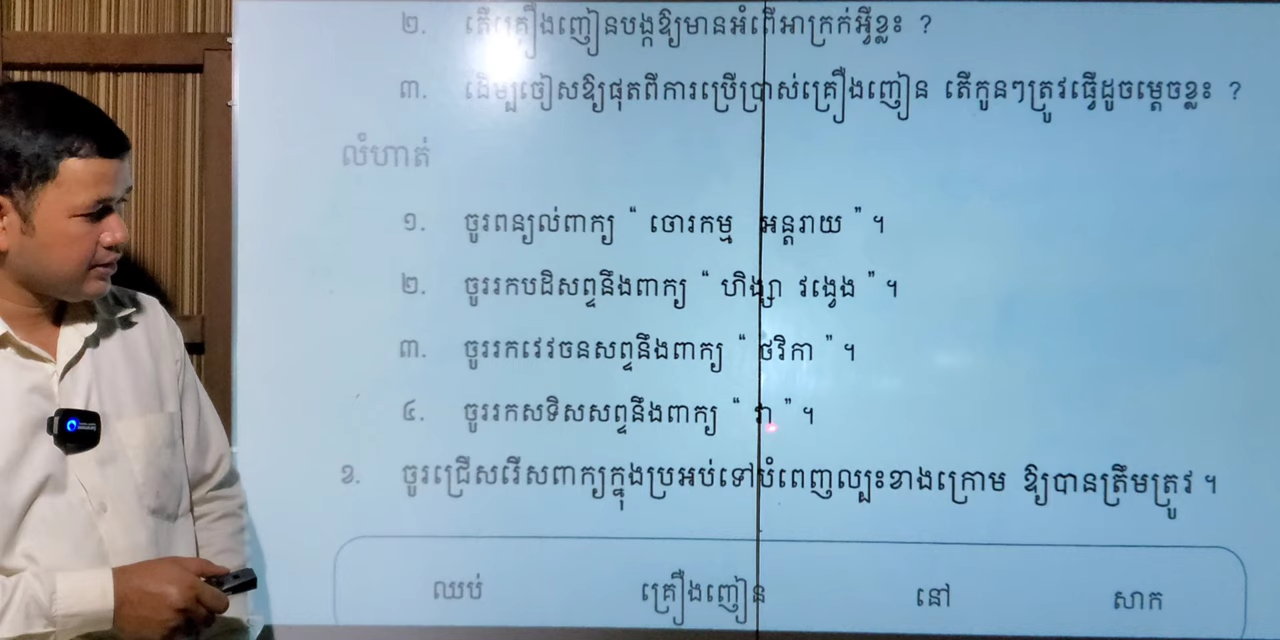 ២. តើគ្រឿងញៀនបង្កឱ្យមានអំពើអាក្រក់អ្វីខ្លះ ?
៣. ដើម្បីចៀសឱ្យផុតពីការប្រើប្រាស់គ្រឿងញៀន តើកូនៗត្រូវធ្វើដូចម្តេចខ្លះ ?
លំហាត់
១. ចូរពន្យល់ពាក្យ “ ចោរកម្ម អន្តរាយ ” ។
២. ចូររកបដិសព្ទនឹងពាក្យ “ ហិង្សា វង្វេង ” ។
៣. ចូររកវេវចនសព្ទនឹងពាក្យ “ ថវិកា ” ។
៤. ចូររកសទិសសព្ទនឹងពាក្យ “ វា ” ។
ខ. ចូរជ្រើសរើសពាក្យក្នុងប្រអប់ទៅបំពេញល្បះខាងក្រោម ឱ្យបានត្រឹមត្រូវ ។
ឈប់ គ្រឿងញៀន នៅ សាក